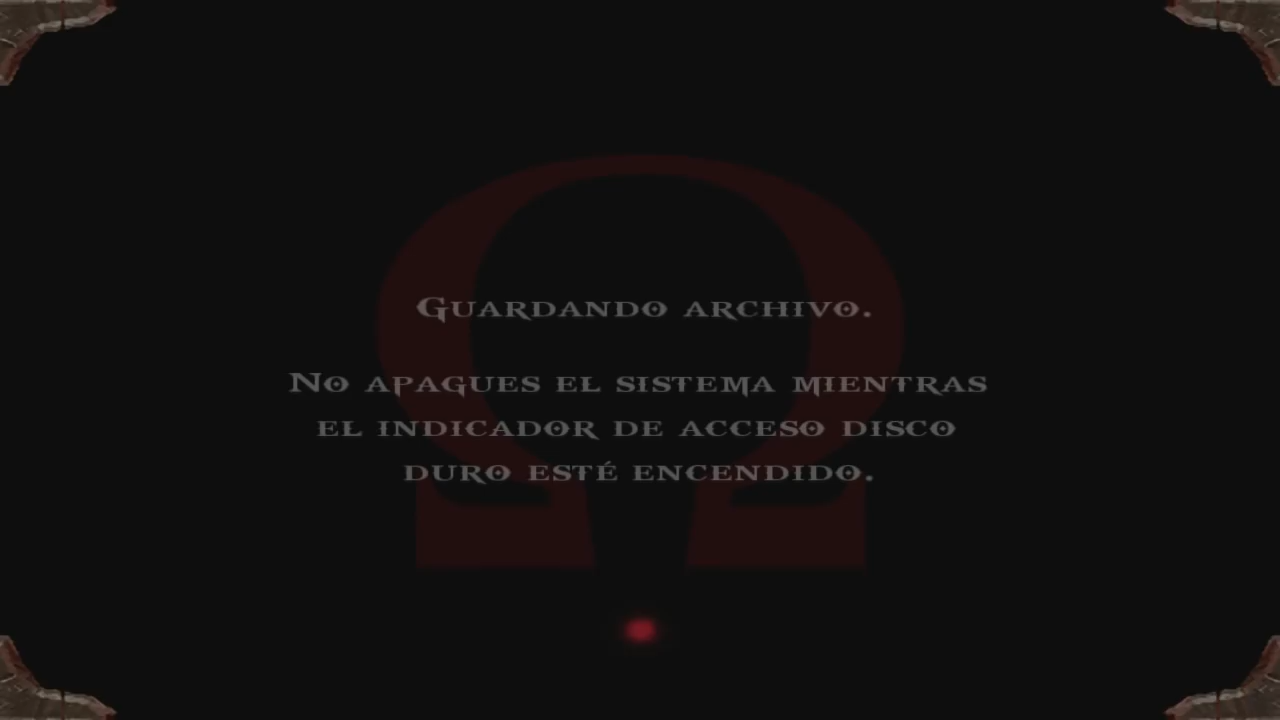 Guardando archivo.
No apagues el sistema mientras
el indicador de acceso disco
duro esté encendido.